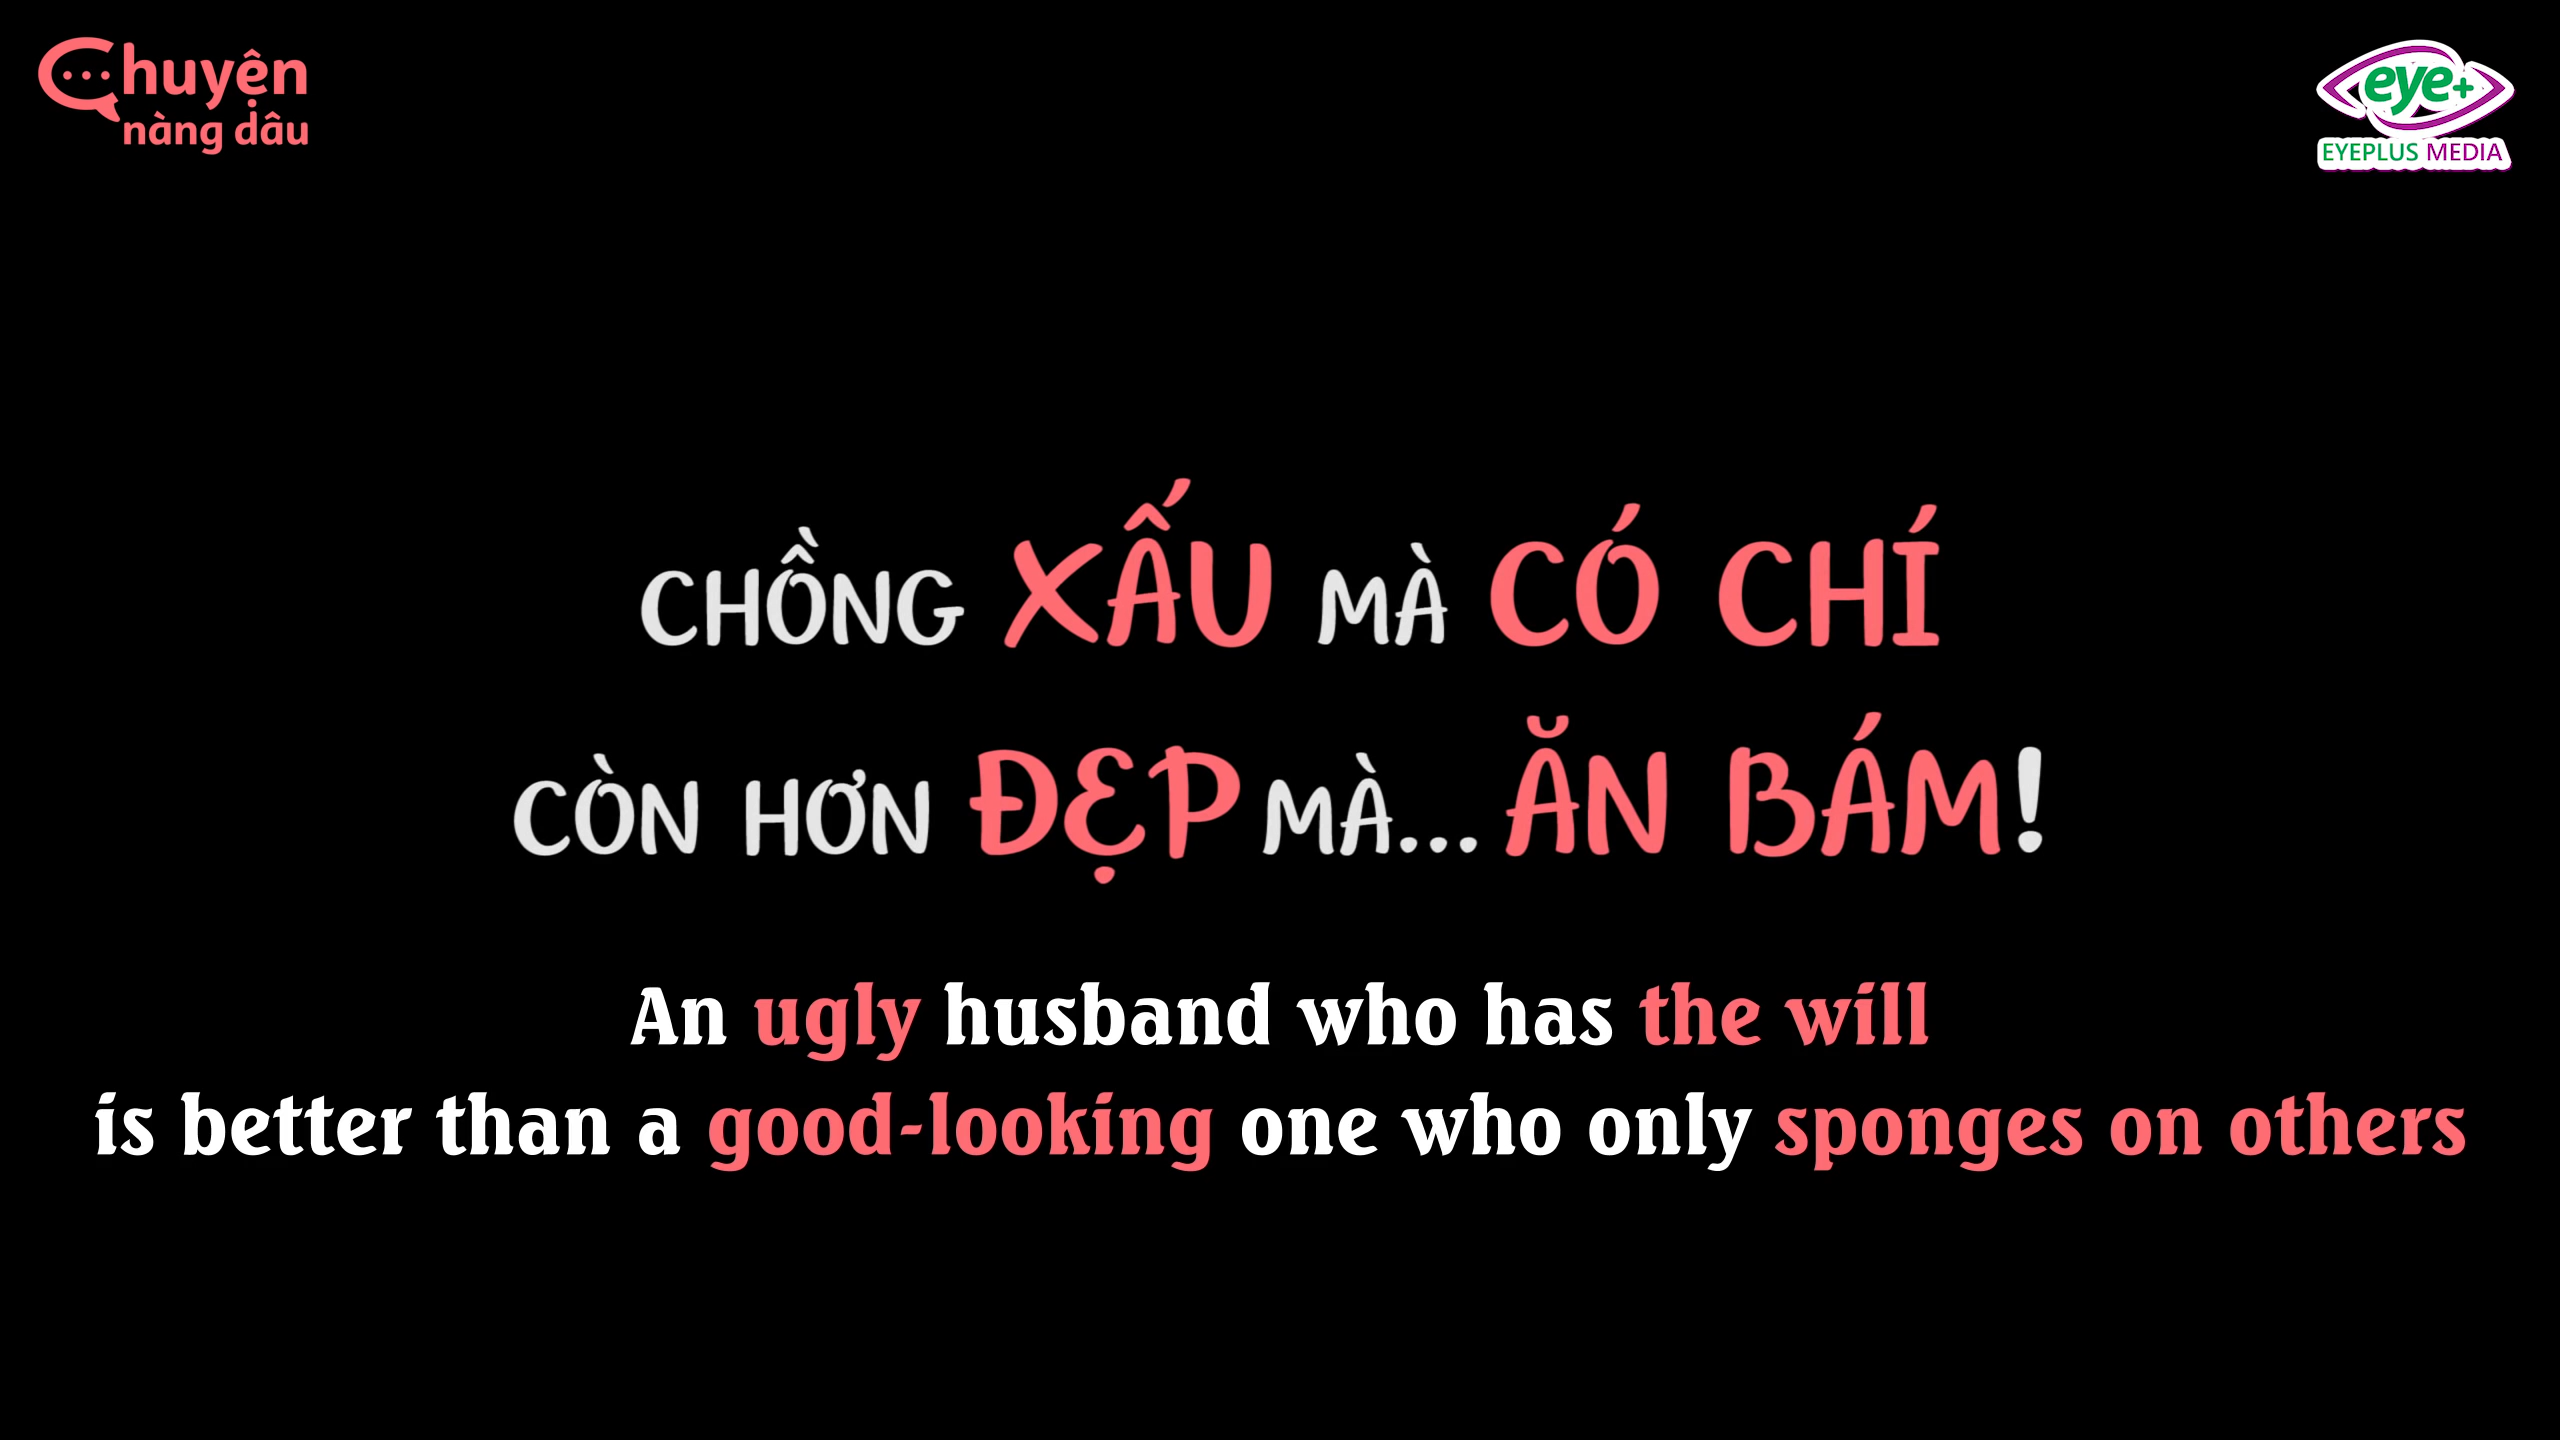 Chuyện
nàng dâu
eye+
EYEPLUS MEDIA
CHỒNG XẤU MÀ CÓ CHÍ
CÒN HƠN ĐẸP MÀ... ĂN BÁM!
An ugly husband who has the will
is better than a good-looking one who only sponges on others